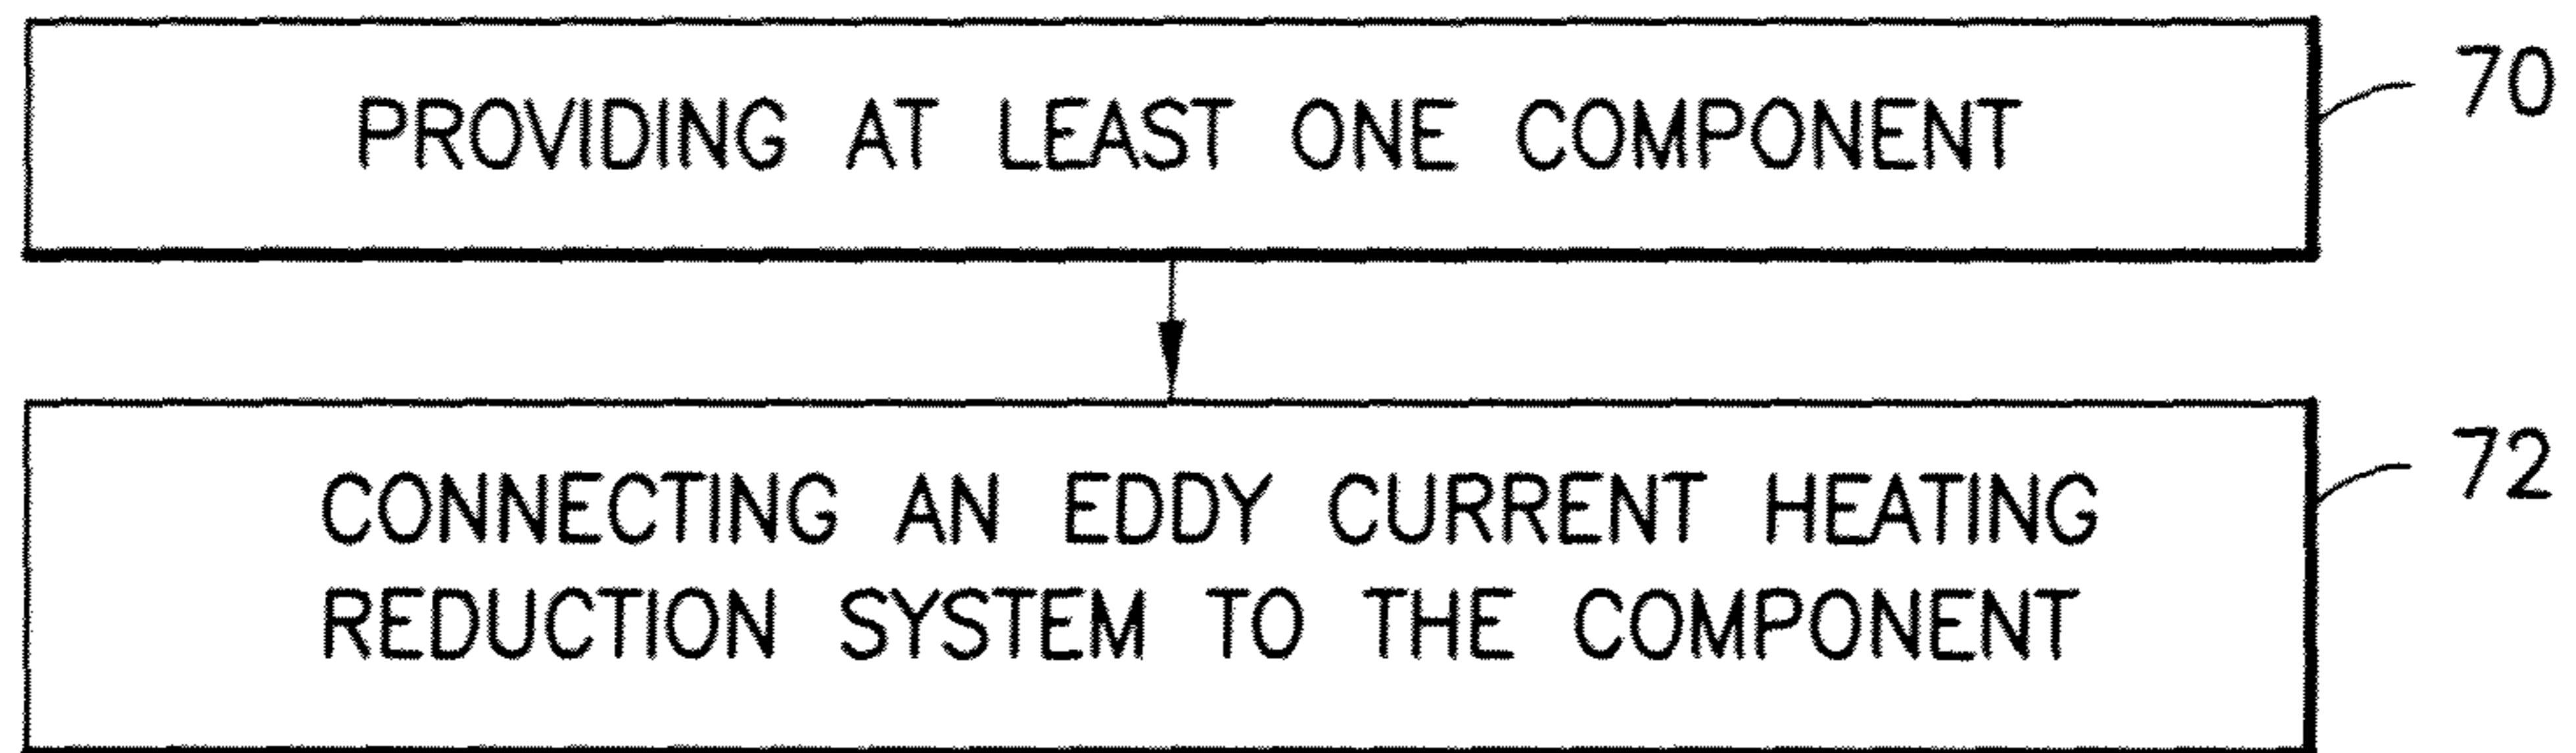 PROVIDING AT LEAST ONE COMPONENT
70
CONNECTING AN EDDY CURRENT HEATING
REDUCTION SYSTEM TO THE COMPONENT
72